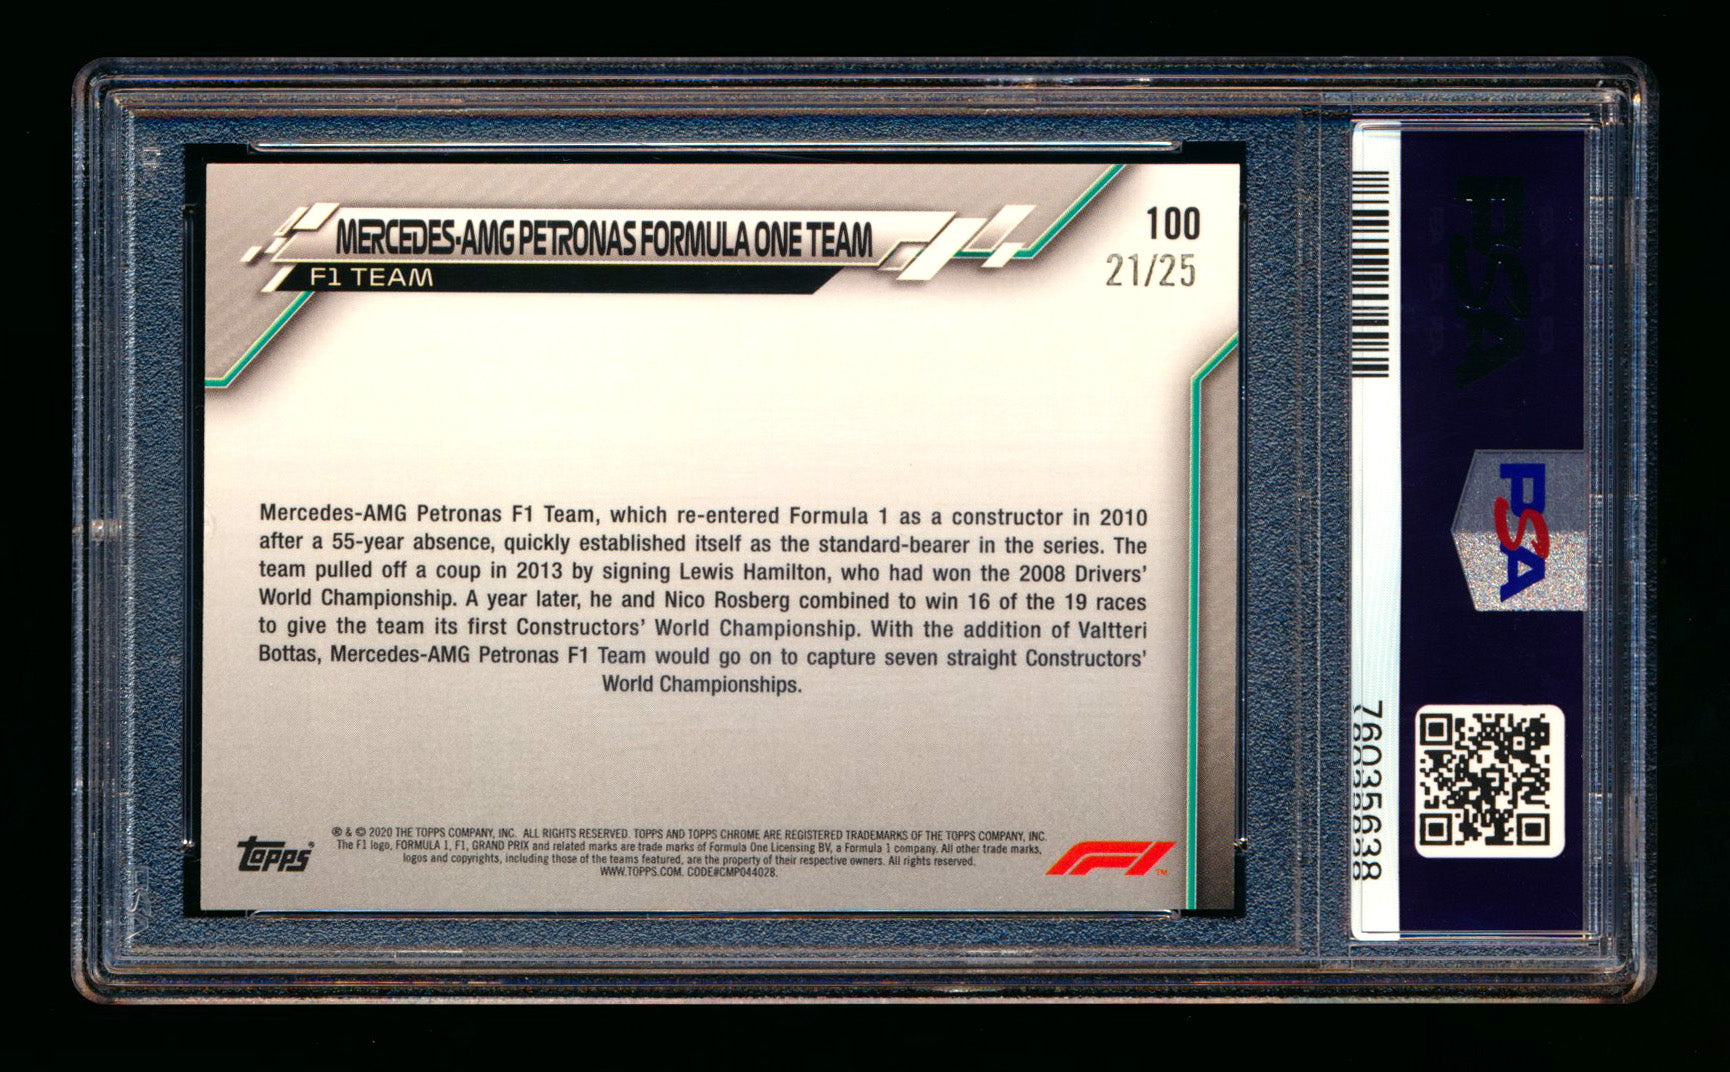 MERCEDES-AMG PETRONAS FORMULA ONE TEAM
F1 TEAM
100
21/25
Mercedes-AMG Petronas F1 Team, which re-entered Formula 1 as a constructor in 2010
after a 55-year absence, quickly established itself as the standard-bearer in the series. The
team pulled off a coup in 2013 by signing Lewis Hamilton, who had won the 2008 Drivers'
World Championship. A year later, he and Nico Rosberg combined to win 16 of the 19 races
to give the team its first Constructors' World Championship. With the addition of Valtteri
Bottas, Mercedes-AMG Petronas F1 Team would go on to capture seven straight Constructors'
World Championships.
topps
® & © 2020 THE TOPPS COMPANY, INC. ALL RIGHTS RESERVED. TOPPS AND TOPPS CHROME ARE REGISTERED TRADEMARKS OF THE TOPPS COMPANY, INC.
The F1 logo, FORMULA 1, F1, GRAND PRIX and related marks are trade marks of Formula One Licensing BV, a Formula 1 company. All other trade marks,
logos and copyrights, including those of the teams featured, are the property of their respective owners. All rights reserved.
WWW.TOPPS.COM. CODE#CMP044028.
F1 ™
PSA
PSA
76035638